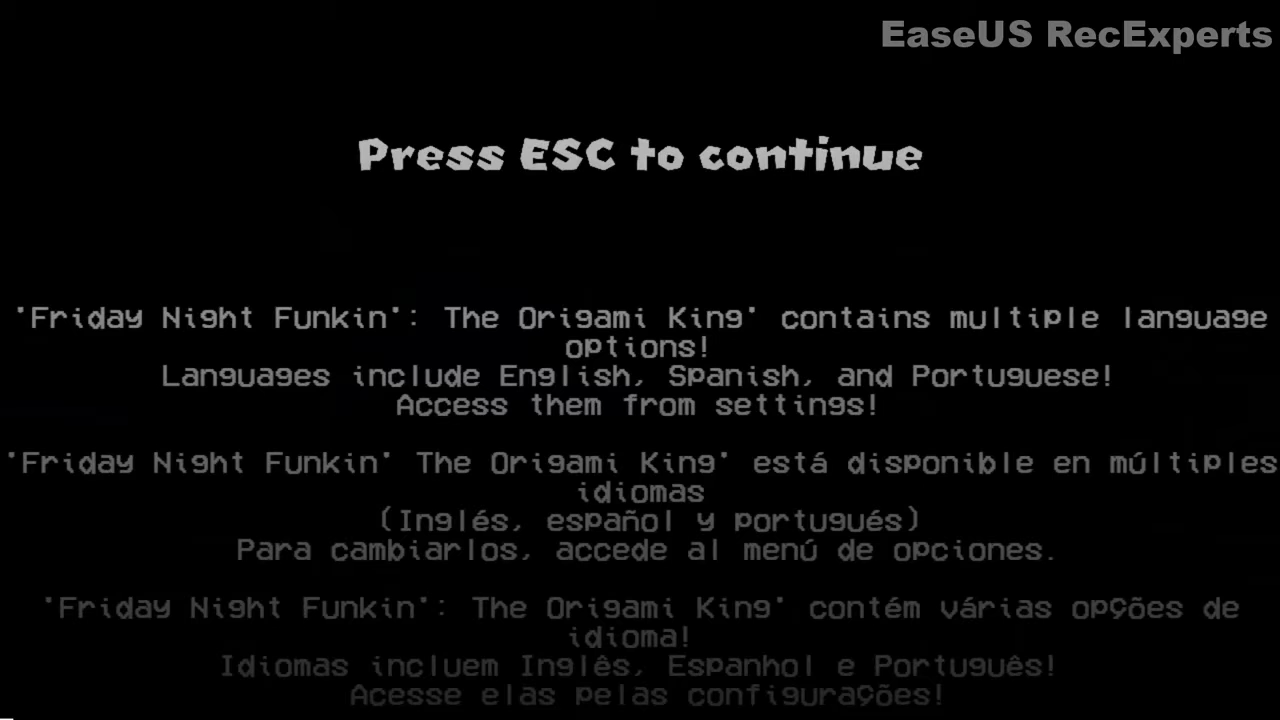 EaseUS RecExperts
Press ESC to continue
'Friday Night Funkin': The Origami King' contains multiple language
options!
Languages include English, Spanish, and Portuguese!
Access them from settings!
'Friday Night Funkin' The Origami King' está disponible en múltiples
idiomas
(Inglés, español y portugués)
Para cambiarlos, accede al menú de opciones.
'Friday Night Funkin': The Origami King' contém várias opções de
idioma!
Idiomas incluem Inglês, Espanhol e Português!
Acesse elas pelas configurações!